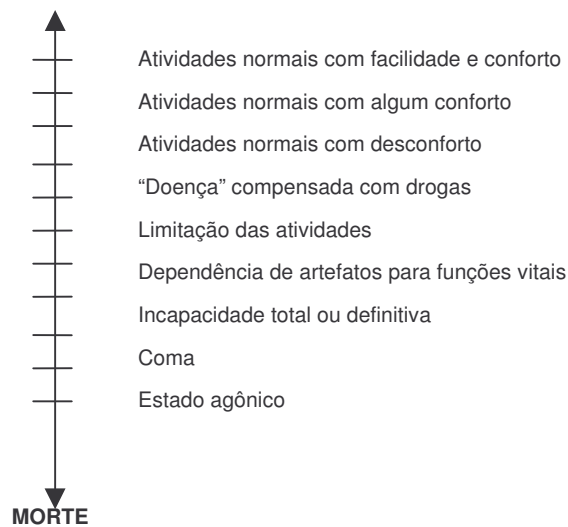 Atividades normais com facilidade e conforto
Atividades normais com algum conforto
Atividades normais com desconforto
“Doença” compensada com drogas
Limitação das atividades
Dependência de artefatos para funções vitais
Incapacidade total ou definitiva
Coma
Estado agônico
MORTE